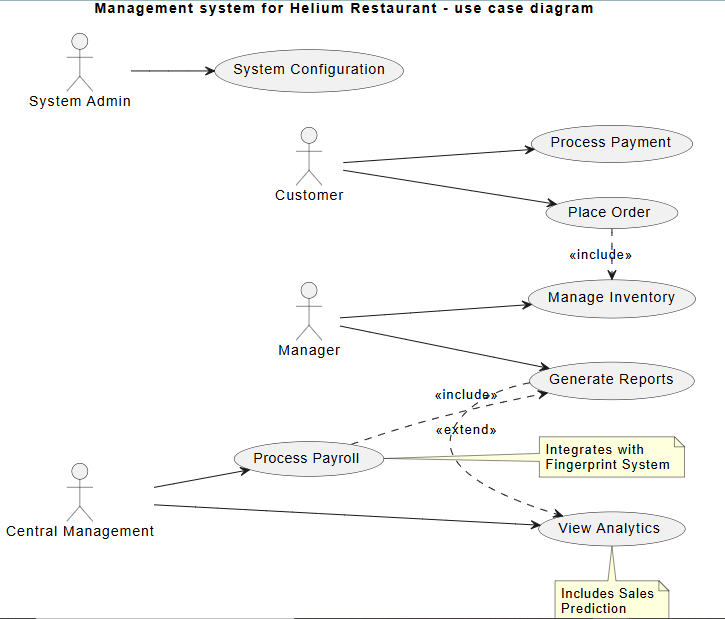 Management system for Helium Restaurant - use case diagram
System Configuration
System Admin
Process Payment
Customer
Place Order
«include»
Manage Inventory
Manager
Generate Reports
«include»
«extend»
Integrates with
Fingerprint System
Process Payroll
View Analytics
Central Management
Includes Sales
Prediction